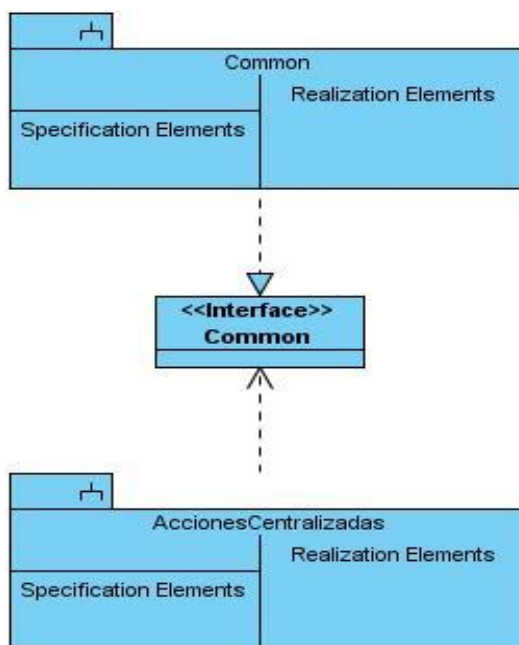 Common
Realization Elements
Specification Elements
<<Interface>>
Common
AccionesCentralizadas
Realization Elements
Specification Elements